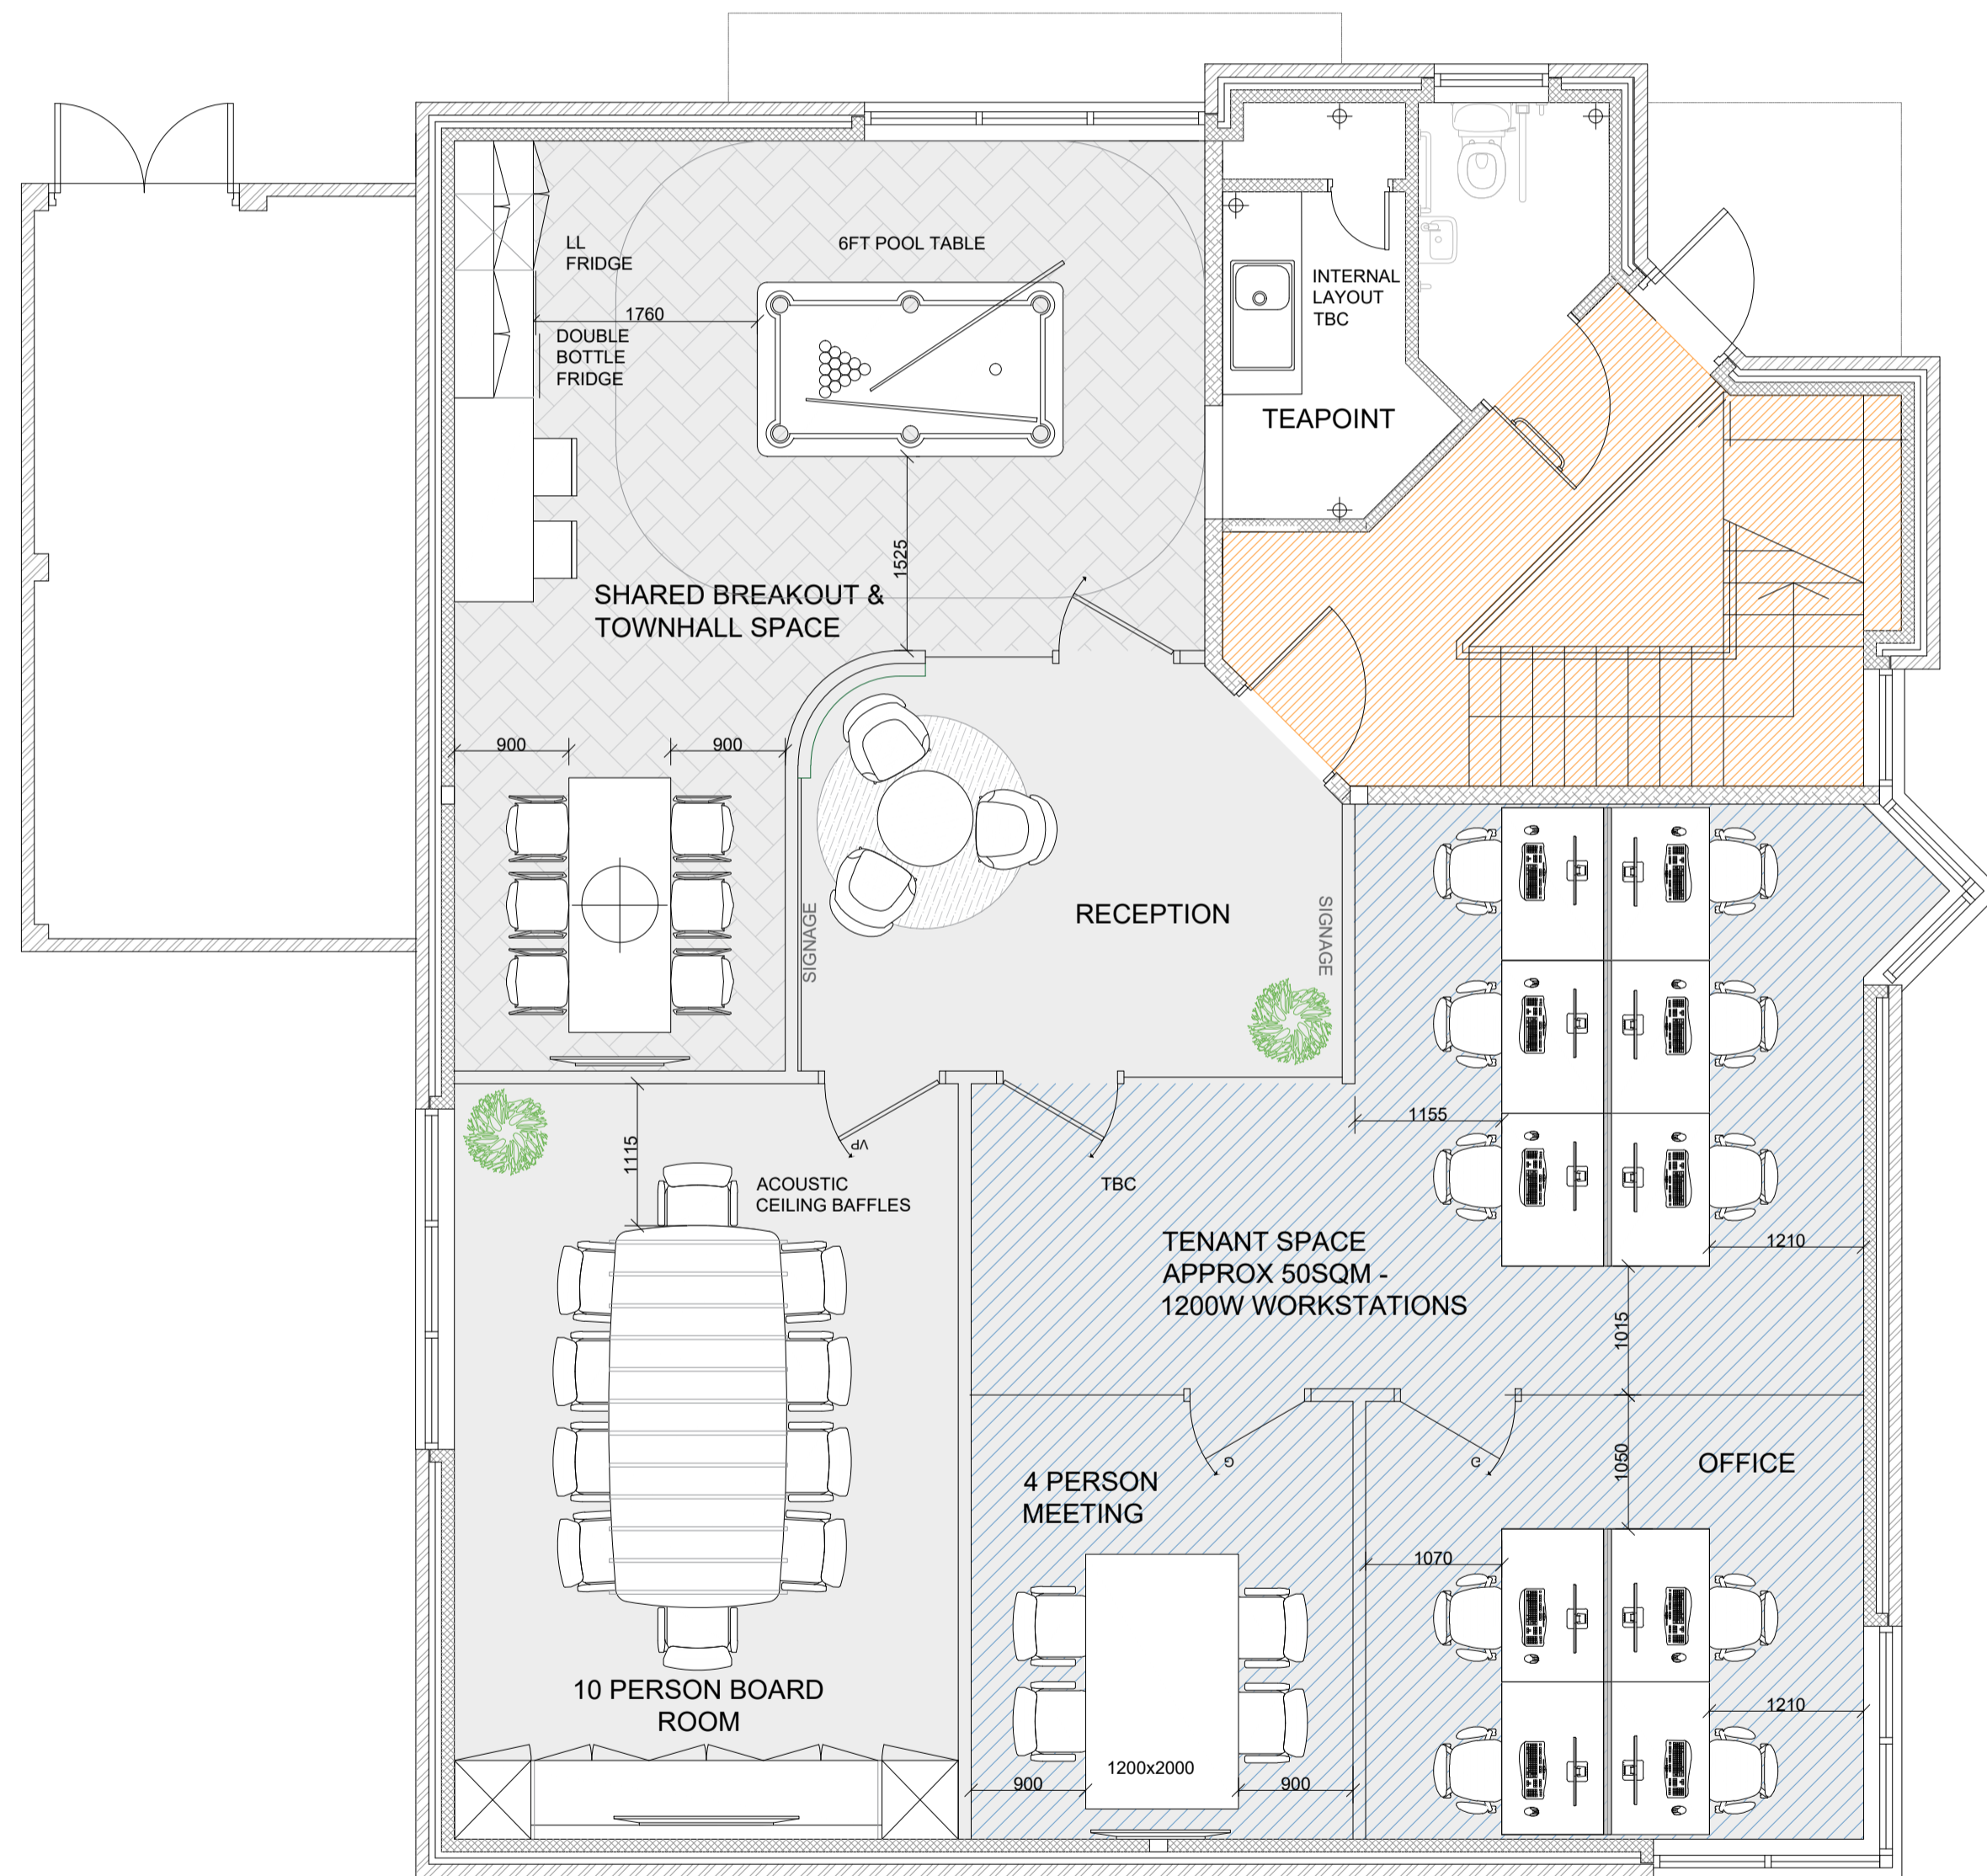 6FT POOL TABLE
LL
FRIDGE
INTERNAL
LAYOUT
TBC
1760
DOUBLE
BOTTLE
FRIDGE
TEAPOINT
1525
SHARED BREAKOUT &
TOWNHALL SPACE
900
900
SIGNAGE
RECEPTION
SIGNAGE
1155
1115
VP
ACOUSTIC
CEILING BAFFLES
TBC
TENANT SPACE
APPROX 50SQM -
1200W WORKSTATIONS
1210
1015
1050
OFFICE
G
G
4 PERSON
MEETING
1070
10 PERSON BOARD
ROOM
1210
1200x2000
900
900